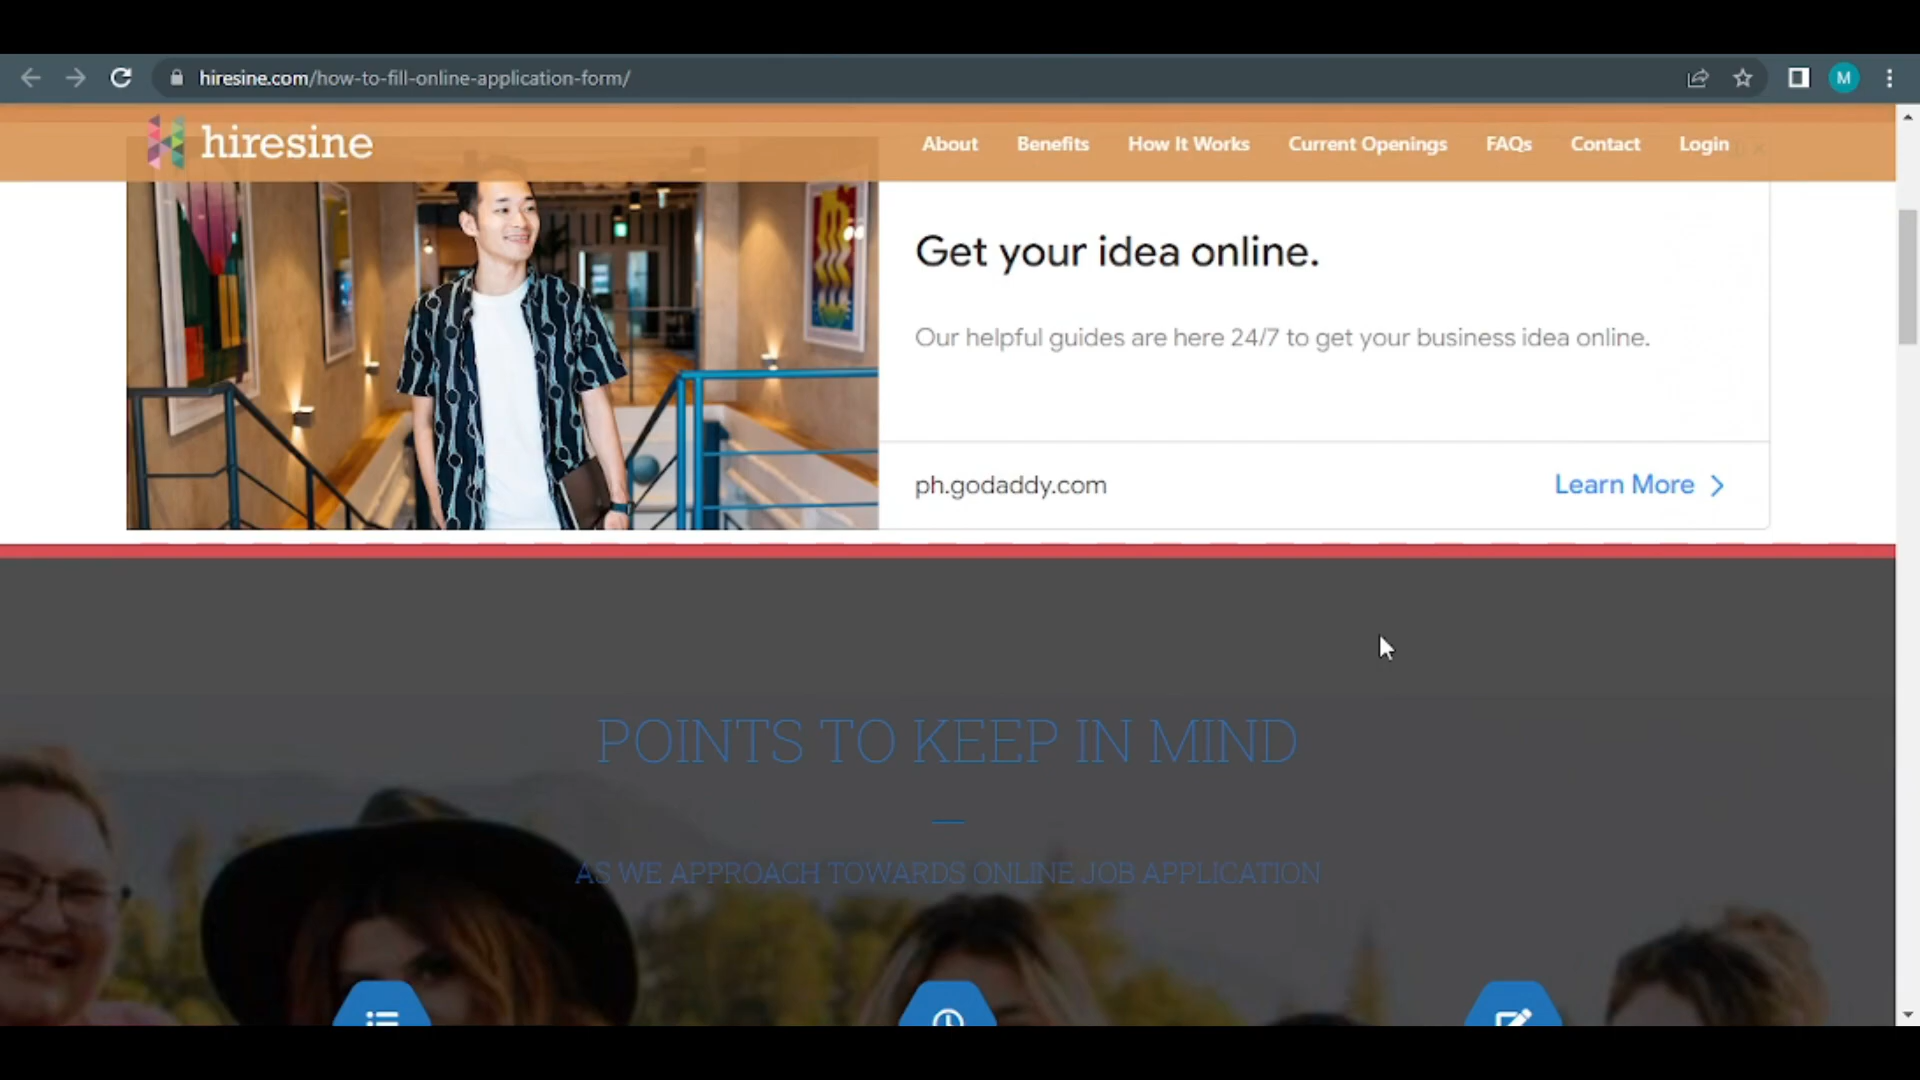 hiresine.com/how-to-fill-online-application-form/
M
hiresine
About Benefits How It Works Current Openings FAQs Contact Login
Get your idea online.
Our helpful guides are here 24/7 to get your business idea online.
ph.godaddy.com
Learn More
POINTS TO KEEP IN MIND
AS WE APPROACH TOWARDS ONLINE JOB APPLICATION